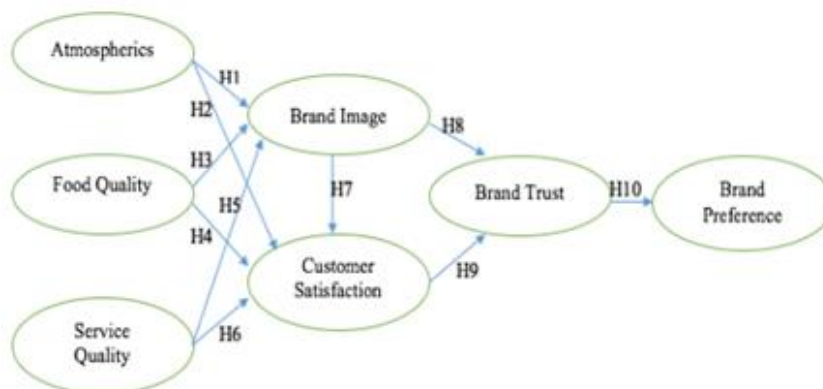 Atmospherics
H1
H2
Brand Image
H8
H3
Food Quality
H7
Brand Trust
H10
Brand
Preference
H5
H4
Customer
Satisfaction
H9
Service
Quality
H6